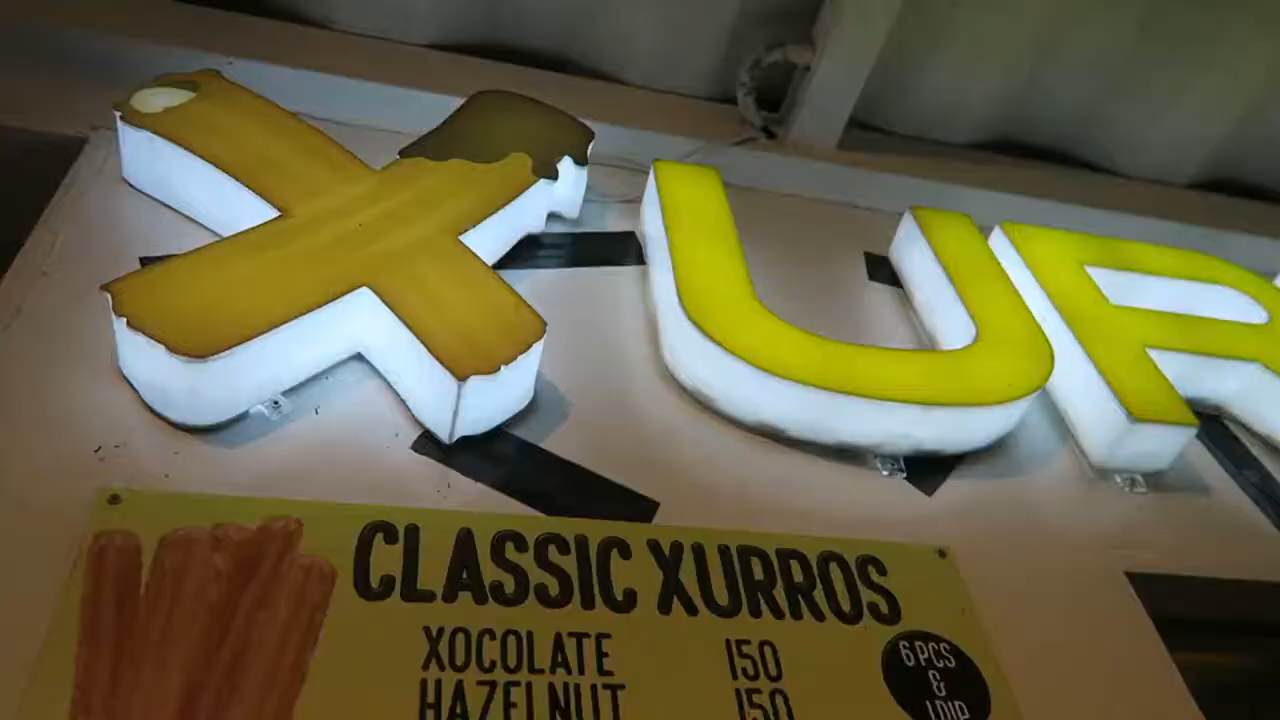 XUR
CLASSIC XURROS
XOCOLATE 150
HAZELNUT 150
6 PCS
&
1 DIP